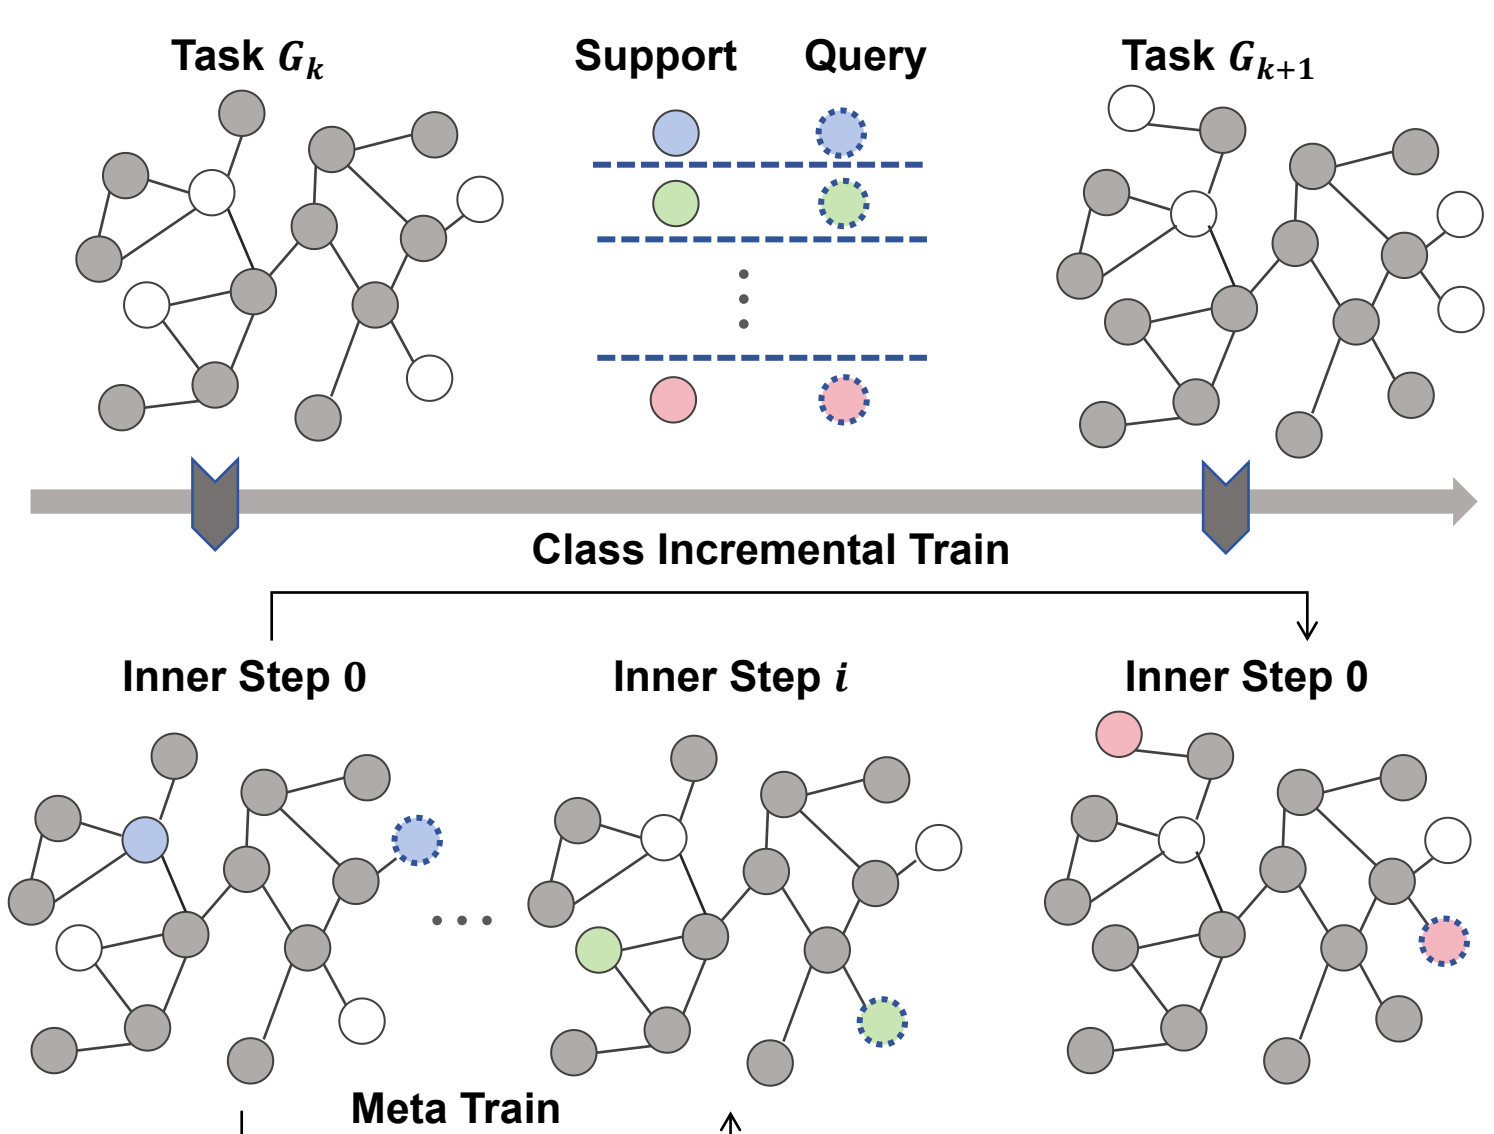 Task G_k Support Query Task G_{k+1}
Class Incremental Train
Inner Step 0 Inner Step i Inner Step 0
Meta Train